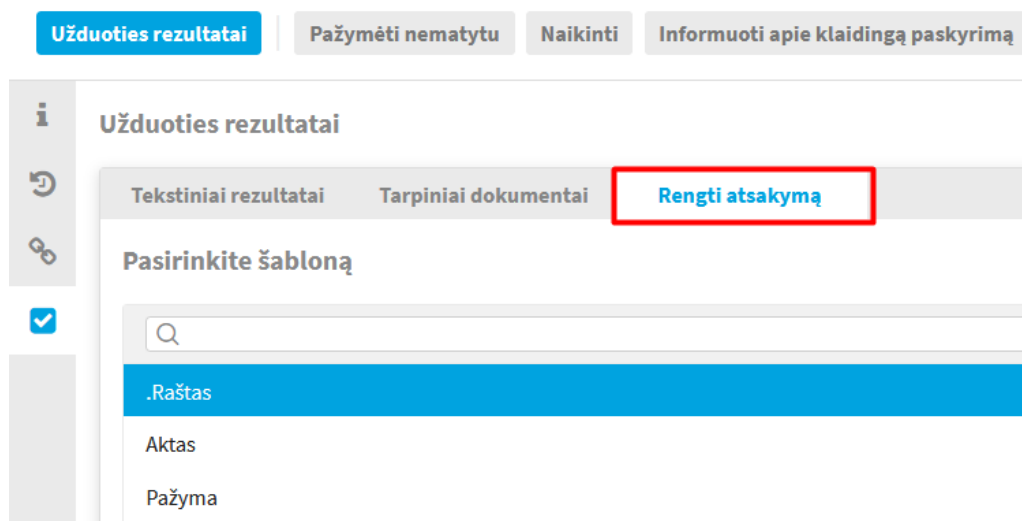 Užduoties rezultatai Pažymėti nematytu Naikinti Informuoti apie klaidingą paskyrimą
Užduoties rezultatai
Tekstiniai rezultatai Tarpiniai dokumentai Rengti atsakymą
Pasirinkite šabloną
.Raštas
Aktas
Pažyma